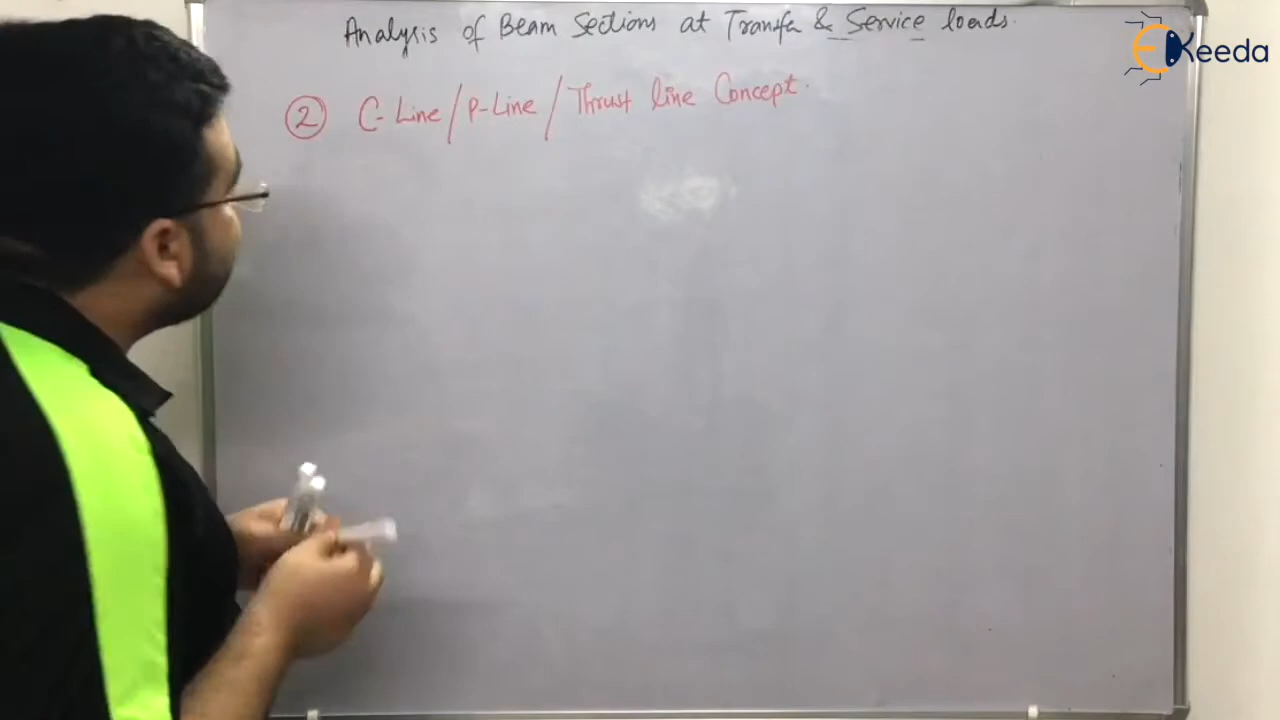 Analysis of Beam Sections at Transfer & Service loads.
② C-Line/P-Line/Thrust line Concept.
EKeeda